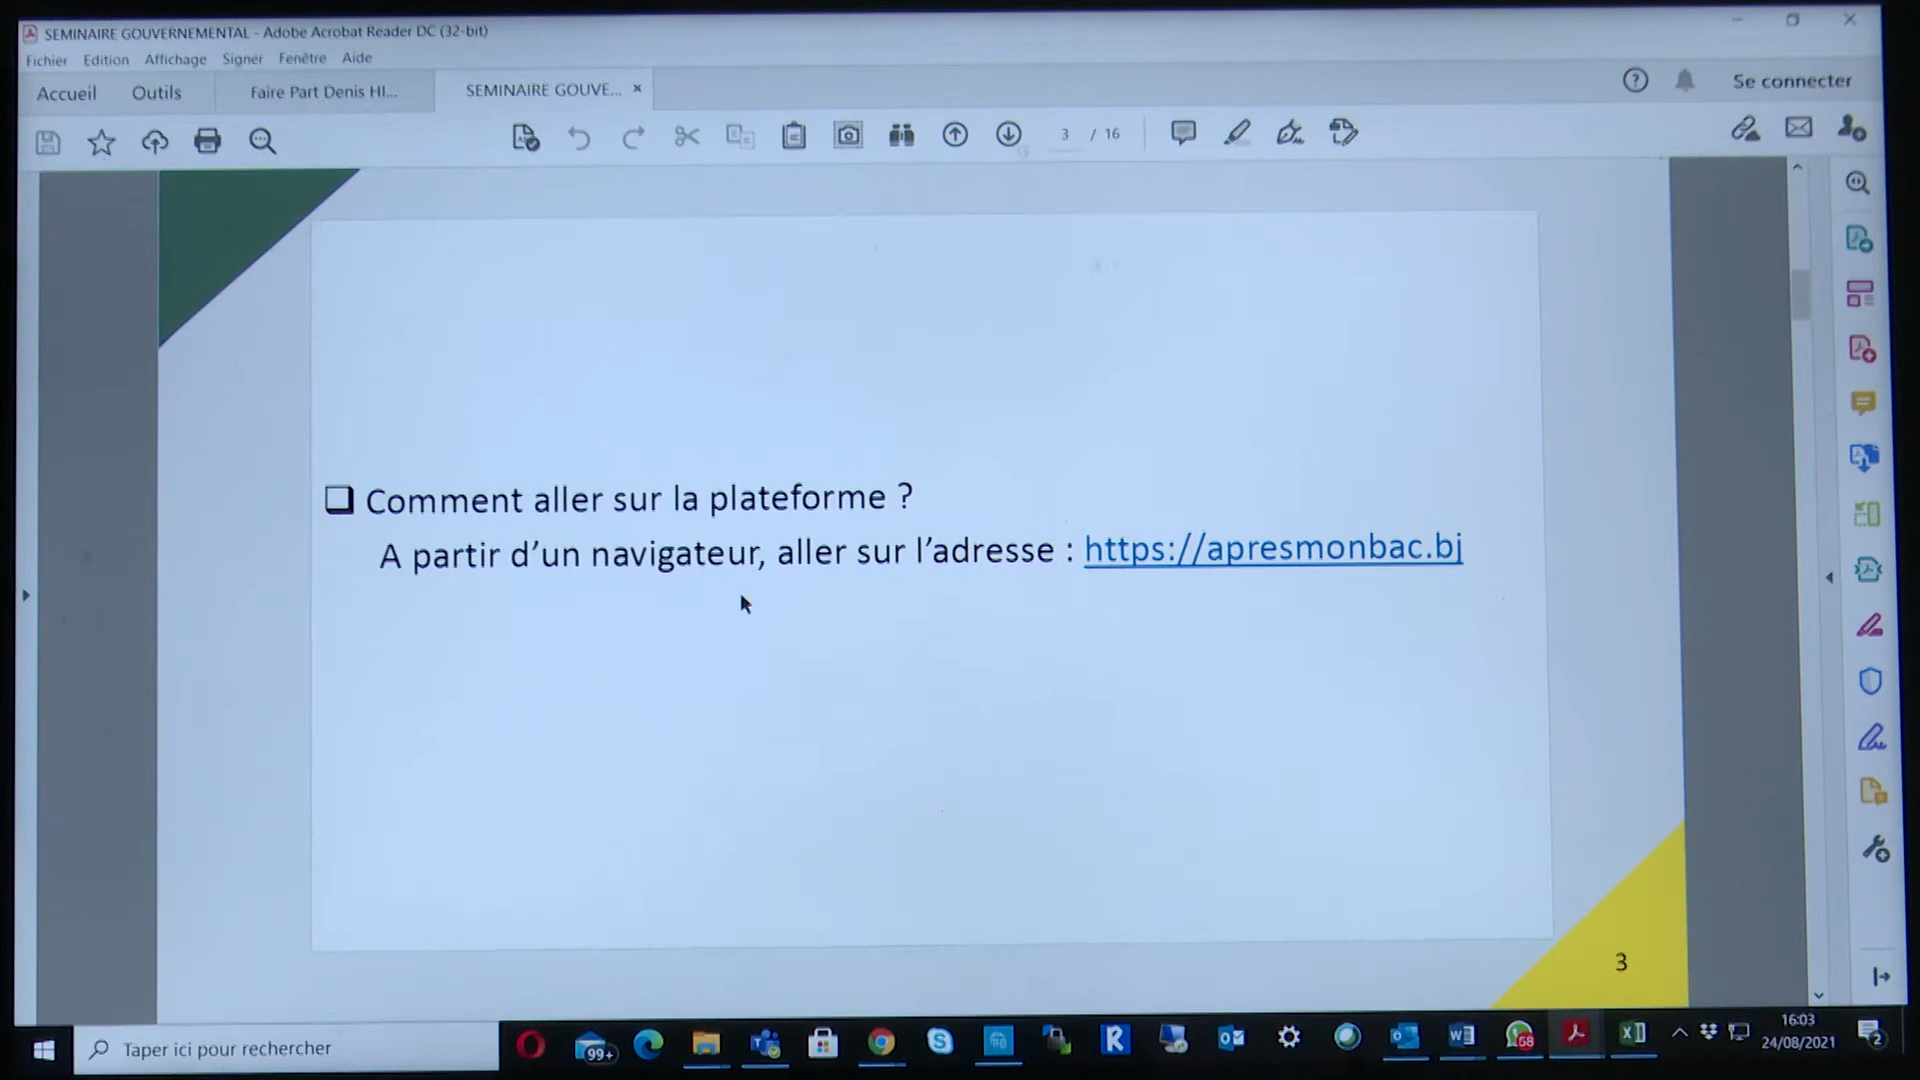 SEMINAIRE GOUVERNEMENTAL - Adobe Acrobat Reader DC (32-bit)
Fichier Edition Affichage Signer Fenêtre Aide
Accueil Outils Faire Part Denis HI... SEMINAIRE GOUVE... × Se connecter
3 / 16
Comment aller sur la plateforme ?
A partir d'un navigateur, aller sur l'adresse : https://apresmonbac.bj
3
Taper ici pour rechercher
99+
58
16:03
24/08/2021
2